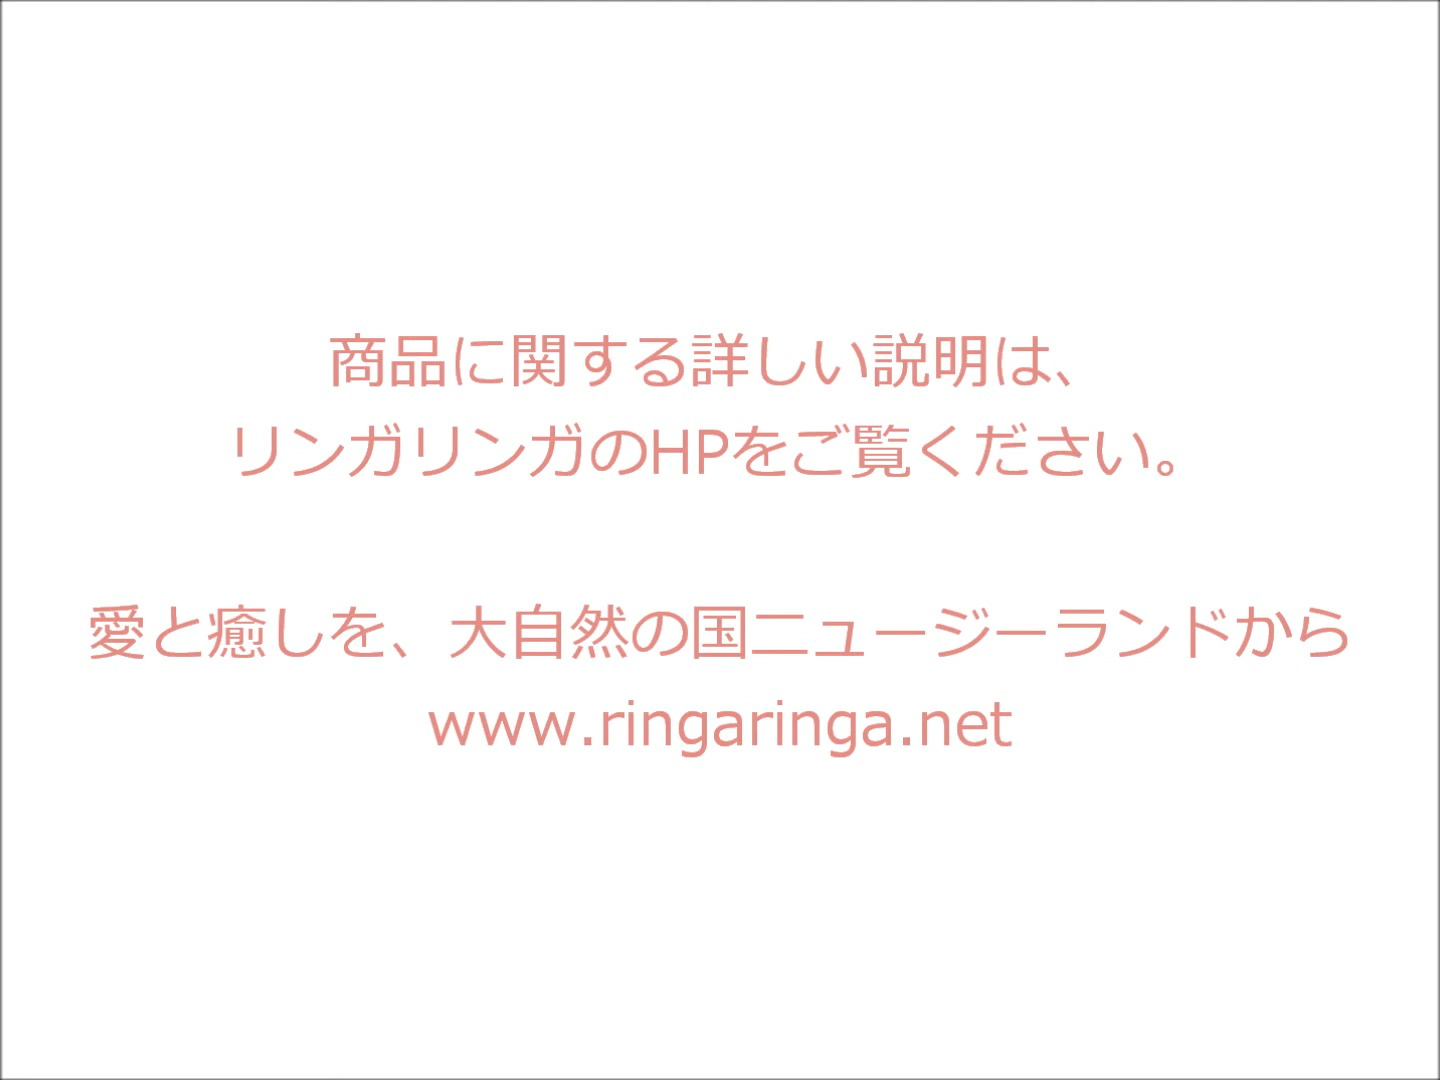 商品に関する詳しい説明は、
リンガリンガのHPをご覧ください。
愛と癒しを、大自然の国ニュージーランドから
www.ringaringa.net